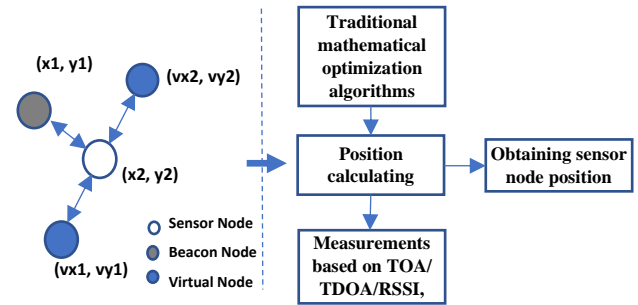 (x1, y1)
(vx2, vy2)
(x2, y2)
(vx1, vy1)
Sensor Node
Beacon Node
Virtual Node
Traditional
mathematical
optimization
algorithms
Position
calculating
Obtaining sensor
node position
Measurements
based on TOA/
TDOA/RSSI,